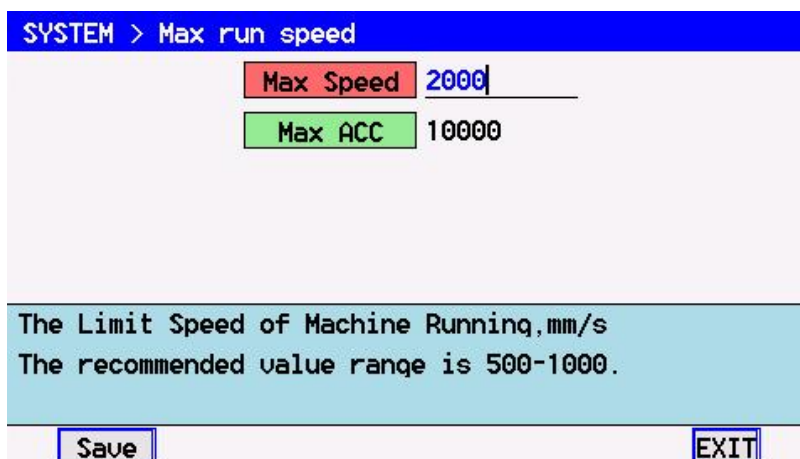 SYSTEM > Max run speed
Max Speed 2000
Max ACC 10000
The Limit Speed of Machine Running,mm/s
The recommended value range is 500-1000.
Save EXIT